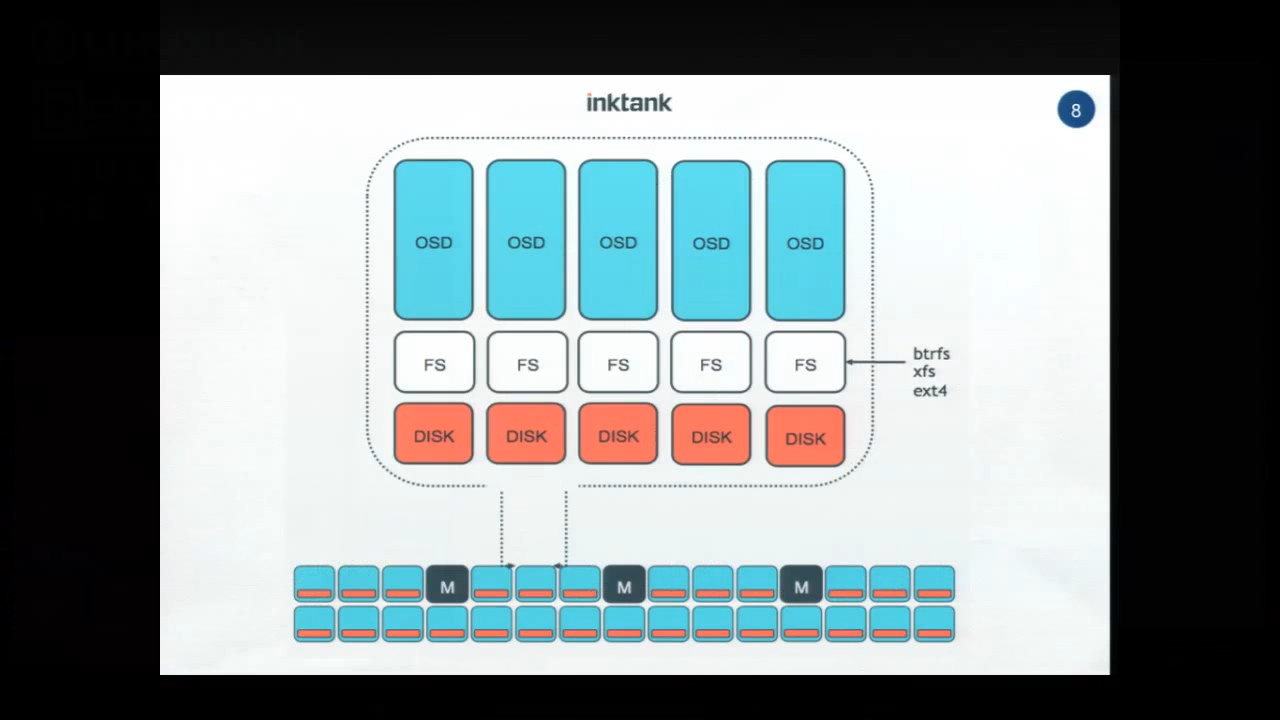 inktank
8
OSD OSD OSD OSD OSD
FS FS FS FS FS
btrfs
xfs
ext4
DISK DISK DISK DISK DISK
M M M